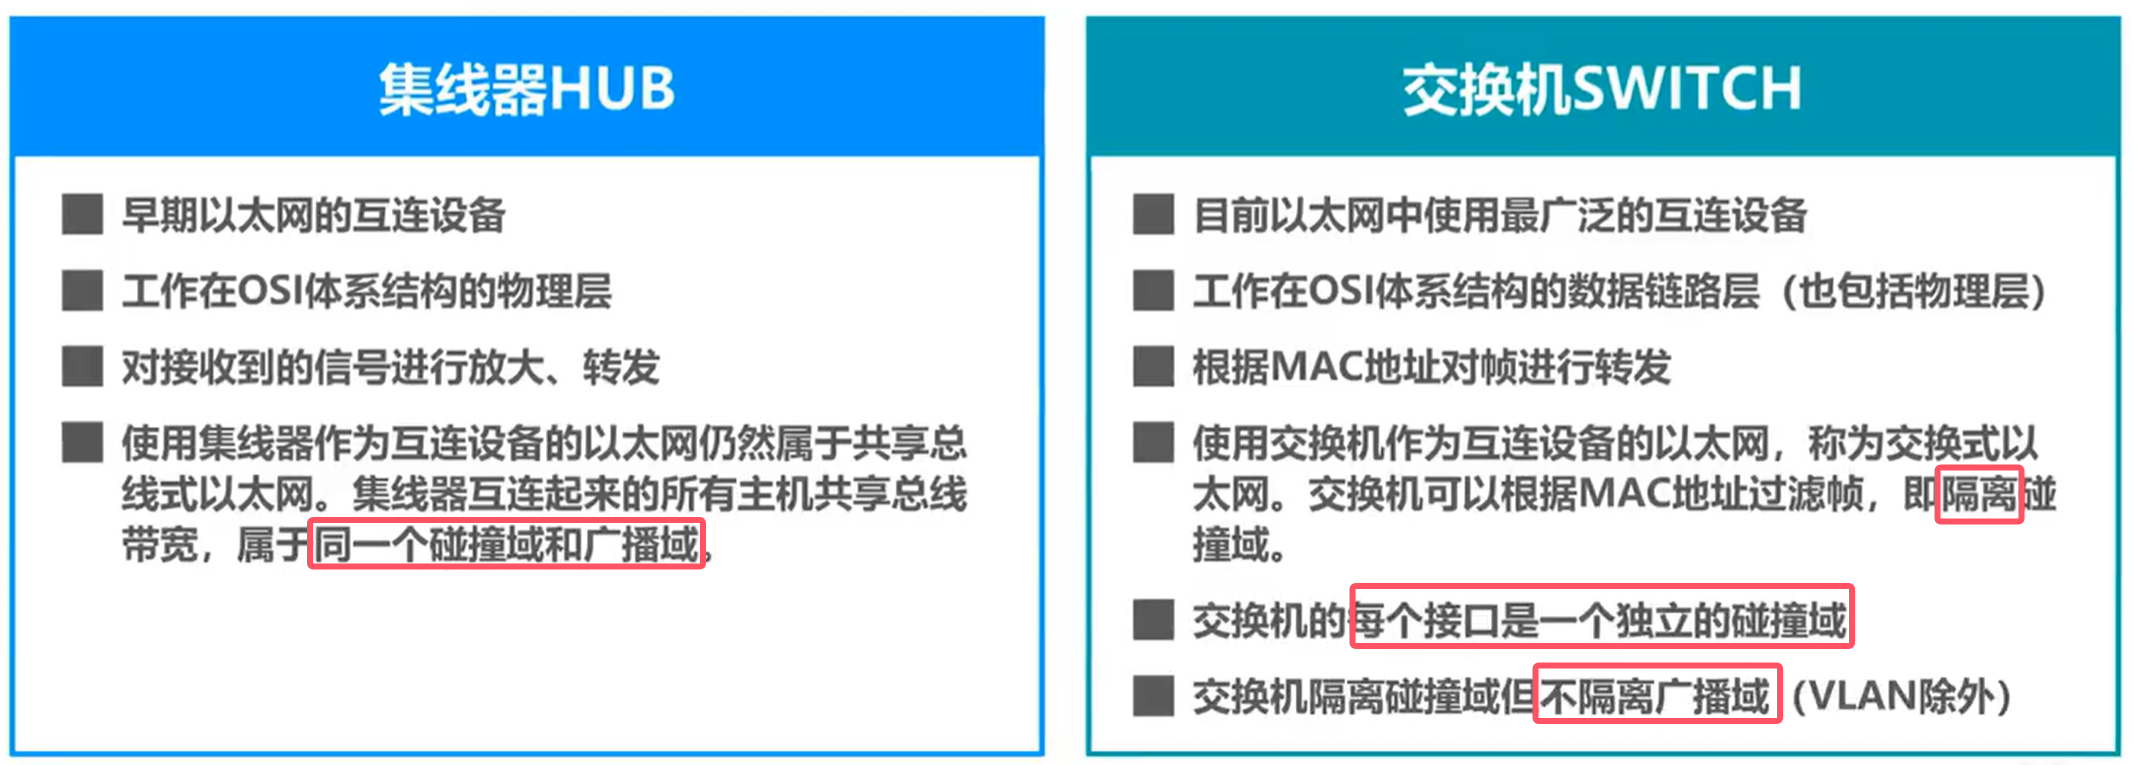 集线器HUB
早期以太网的互连设备
工作在OSI体系结构的物理层
对接收到的信号进行放大、转发
使用集线器作为互连设备的以太网仍然属于共享总
线式以太网。集线器互连起来的所有主机共享总线
带宽，属于同一个碰撞域和广播域。
交换机SWITCH
目前以太网中使用最广泛的互连设备
工作在OSI体系结构的数据链路层（也包括物理层）
根据MAC地址对帧进行转发
使用交换机作为互连设备的以太网，称为交换式以
太网。交换机可以根据MAC地址过滤帧，即隔离碰
撞域。
交换机的每个接口是一个独立的碰撞域
交换机隔离碰撞域但不隔离广播域（VLAN除外）